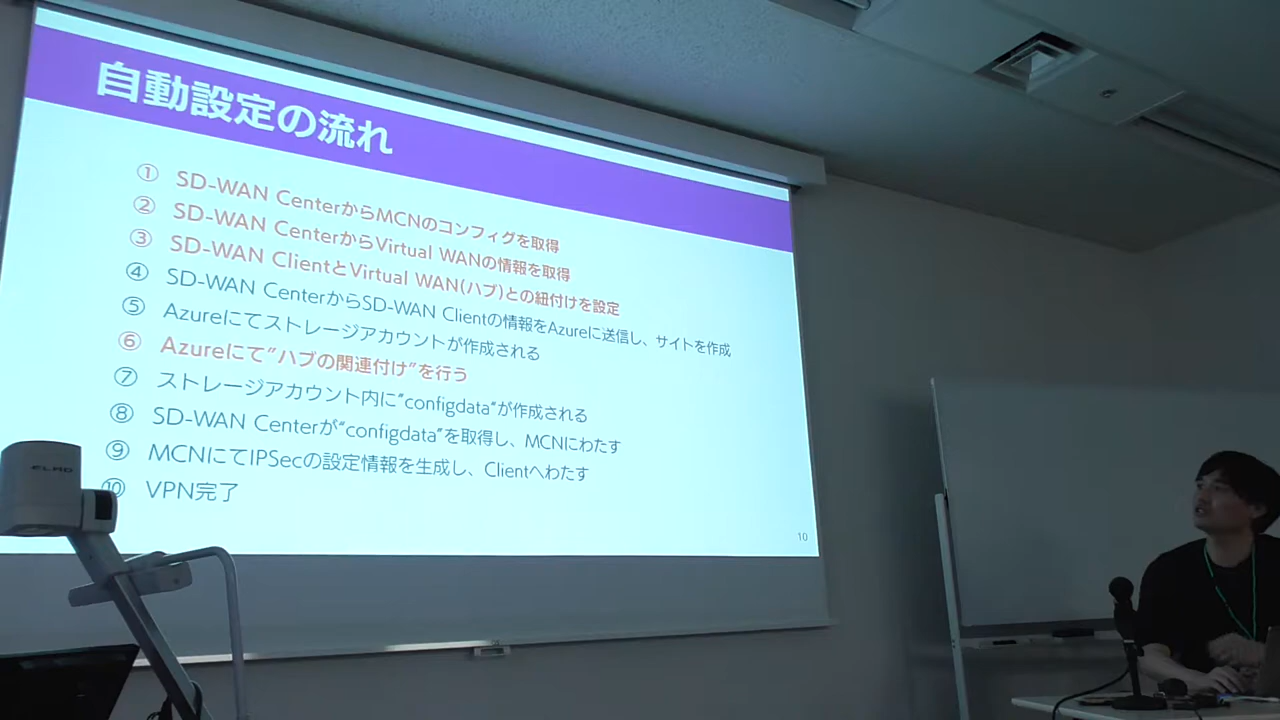 自動設定の流れ
① SD-WAN CenterからMCNのコンフィグを取得
② SD-WAN CenterからVirtual WANの情報を取得
③ SD-WAN ClientとVirtual WAN(ハブ)との紐付けを設定
④ SD-WAN CenterからSD-WAN Clientの情報をAzureに送信し、サイトを作成
⑤ Azureにてストレージアカウントが作成される
⑥ Azureにて“ハブの関連付け”を行う
⑦ ストレージアカウント内に“configdata“が作成される
⑧ SD-WAN Centerが“configdata”を取得し、MCNにわたす
⑨ MCNにてIPSecの設定情報を生成し、Clientへわたす
⑩ VPN完了
10
ELMO